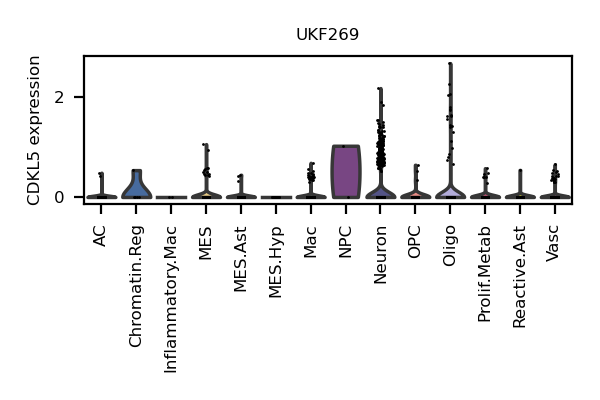 UKF269
CDKL5 expression
2
0
AC
Chromatin.Reg
Inflammatory.Mac
MES
MES.Ast
MES.Hyp
Mac
NPC
Neuron
OPC
Oligo
Prolif.Metab
Reactive.Ast
Vasc